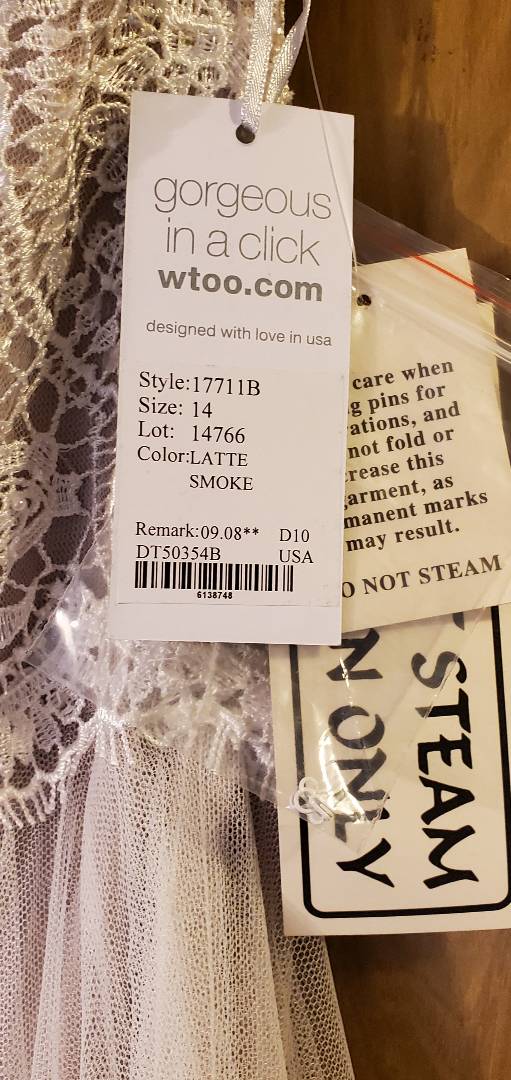 gorgeous
in a click
wtoo.com
designed with love in usa
Style:17711B
Size: 14
Lot: 14766
Color:LATTE
SMOKE
Remark:09.08** D10
DT50354B USA
6138748
care when
g pins for
ations, and
not fold or
crease this
garment, as
manent marks
may result.
O NOT STEAM
STEAM
N ONLY